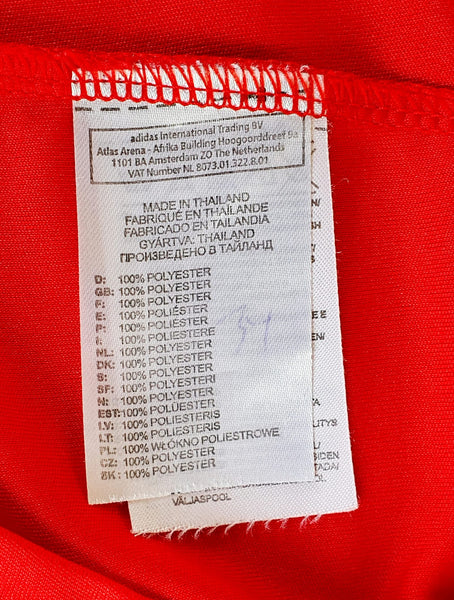 adidas International Trading BV
Atlas Arena - Afrika Building Hoogoorddreef 9a
1101 BA Amsterdam ZO The Netherlands
VAT Number NL 8073.01.322.8.01
MADE IN THAILAND
FABRIQUÉ EN THAÏLANDE
FABRICADO EN TAILANDIA
GYÁRTVA: THAILAND
ПРОИЗВЕДЕНО В ТАЙЛАНД
D: 100% POLYESTER
GB: 100% POLYESTER
F: 100% POLYESTER
E: 100% POLIÉSTER
P: 100% POLIÉSTER
I: 100% POLIESTERE
NL: 100% POLYESTER
DK: 100% POLYESTER
S: 100% POLYESTER
SF: 100% POLYESTERI
N: 100% POLYESTER
EST: 100% POLÜESTER
LV: 100% POLIESTERIS
LT: 100% POLIESTERIS
PL: 100% WŁÓKNO POLIESTROWE
CZ: 100% POLYESTER
SK: 100% POLYESTER
VÄLJASPOOL